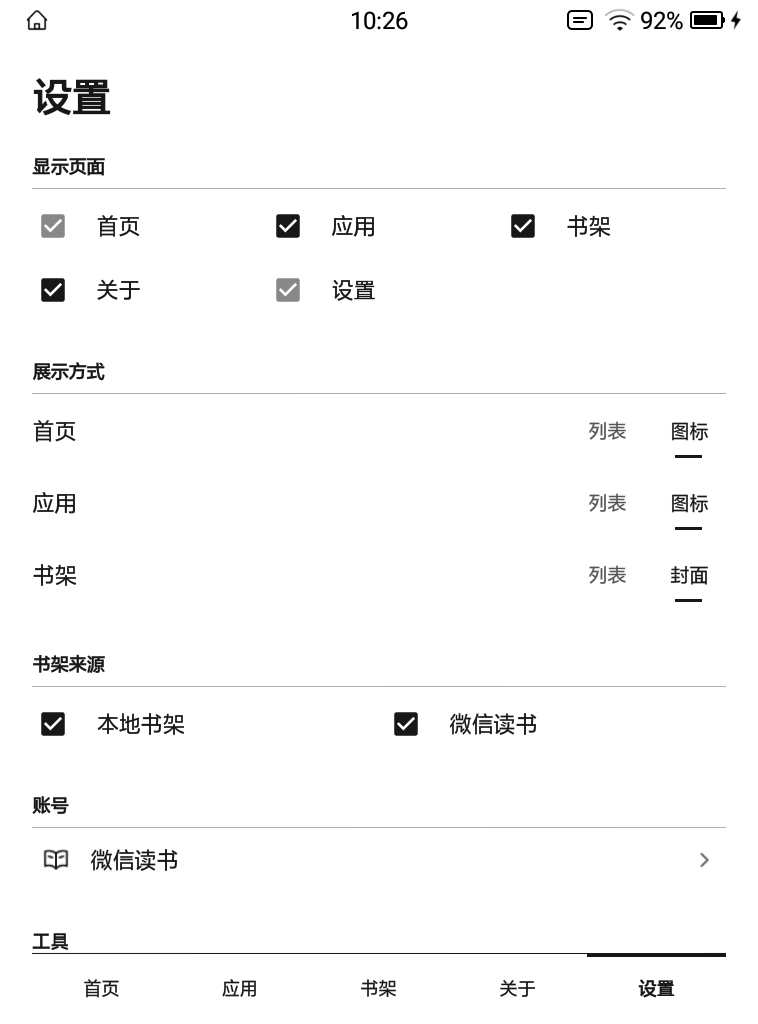 10:26 92%
设置
显示页面
首页 应用 书架
关于 设置
展示方式
首页 列表 图标
应用 列表 图标
书架 列表 封面
书架来源
本地书架 微信读书
账号
微信读书
工具
首页 应用 书架 关于 设置